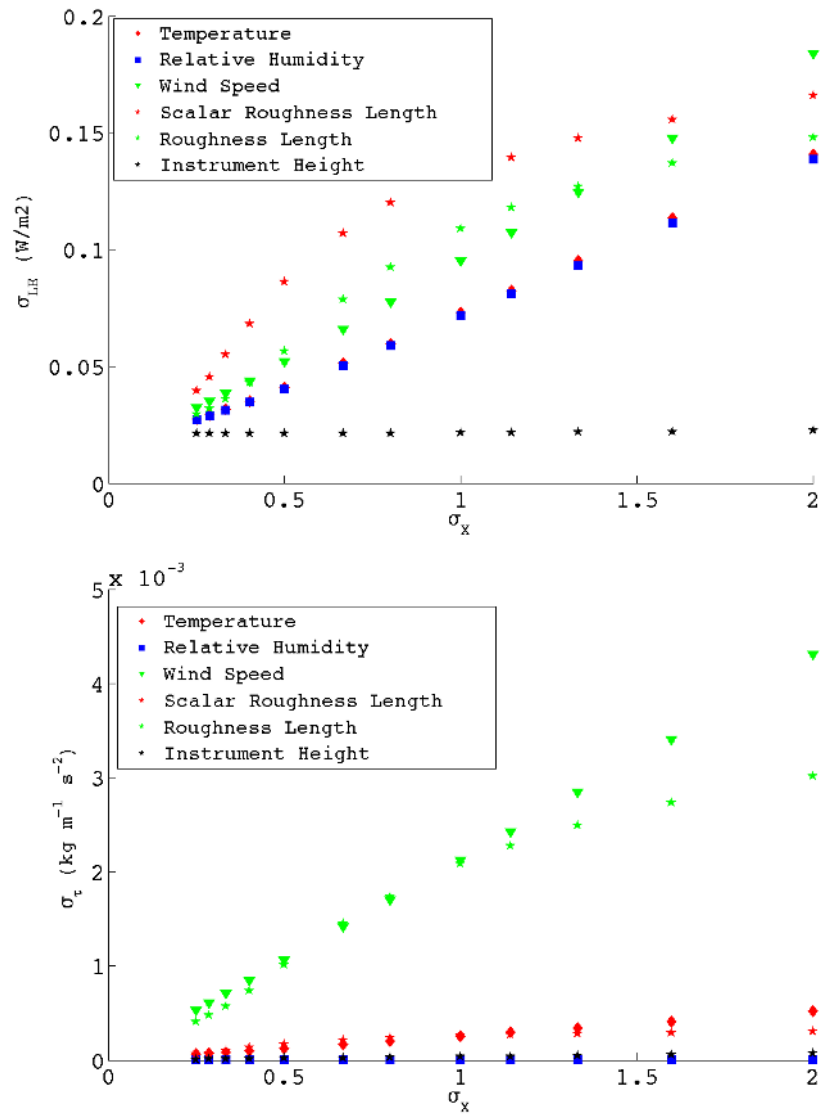 0.2
Temperature
Relative Humidity
Wind Speed
Scalar Roughness Length
Roughness Length
Instrument Height
0.15
0.1
0.05
0
σLE (W/m2)
0 0.5 1 1.5 2
σX
x 10⁻³
5
Temperature
Relative Humidity
Wind Speed
Scalar Roughness Length
Roughness Length
Instrument Height
4
3
2
1
0
στ (kg m⁻¹ s⁻²)
0 0.5 1 1.5 2
σX